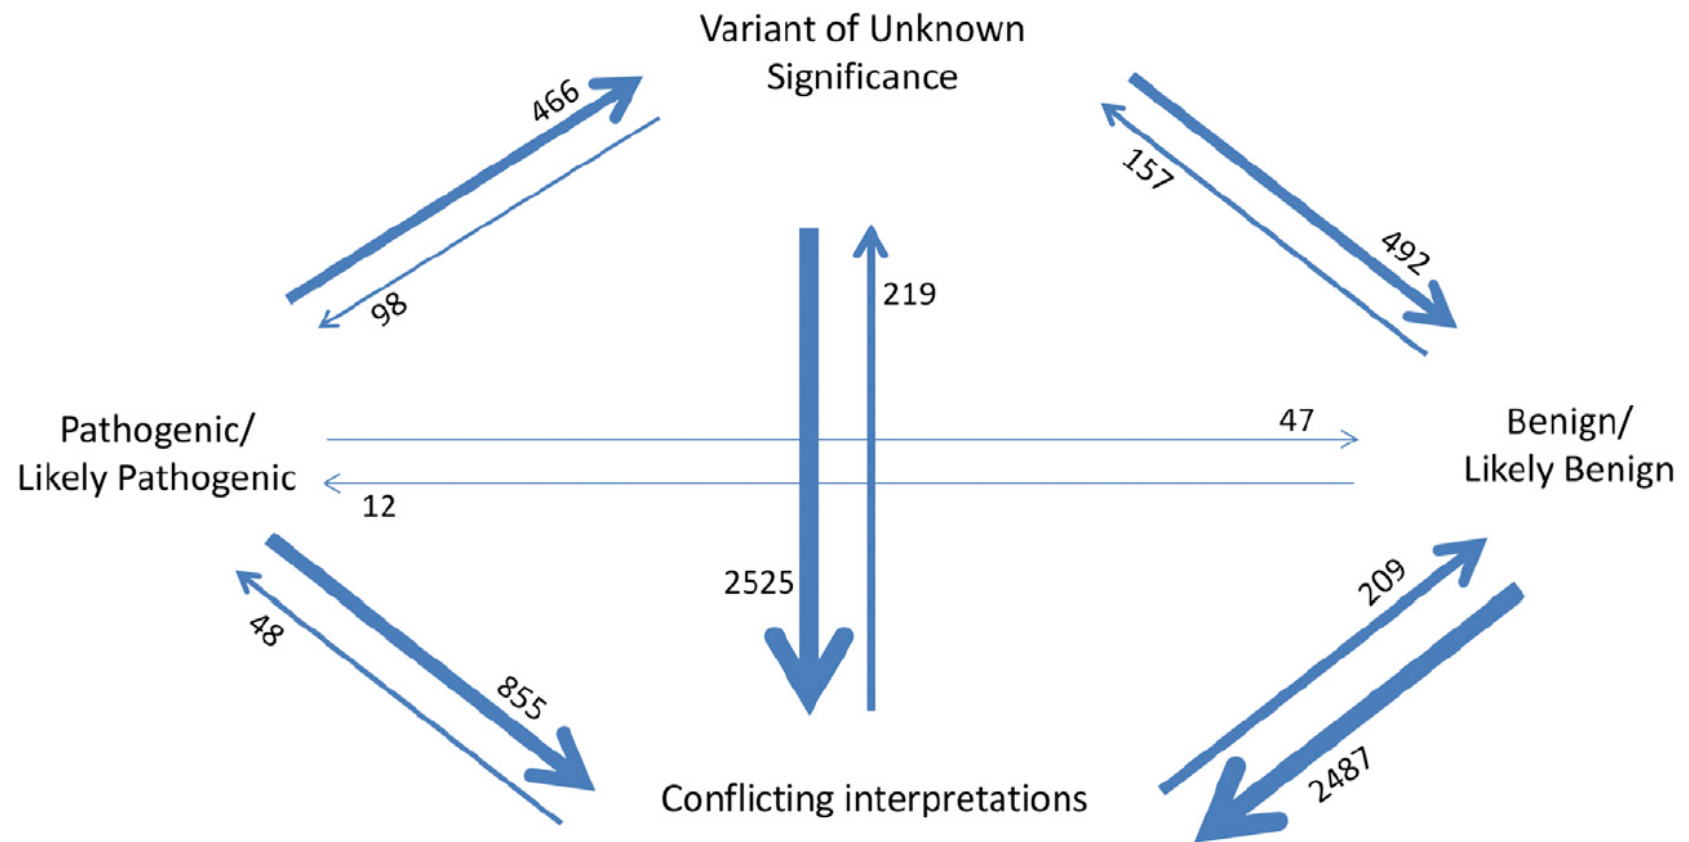 Variant of Unknown
Significance
466
98
157
492
219
Pathogenic/
Likely Pathogenic
47
12
Benign/
Likely Benign
2525
209
48
855
2487
Conflicting interpretations